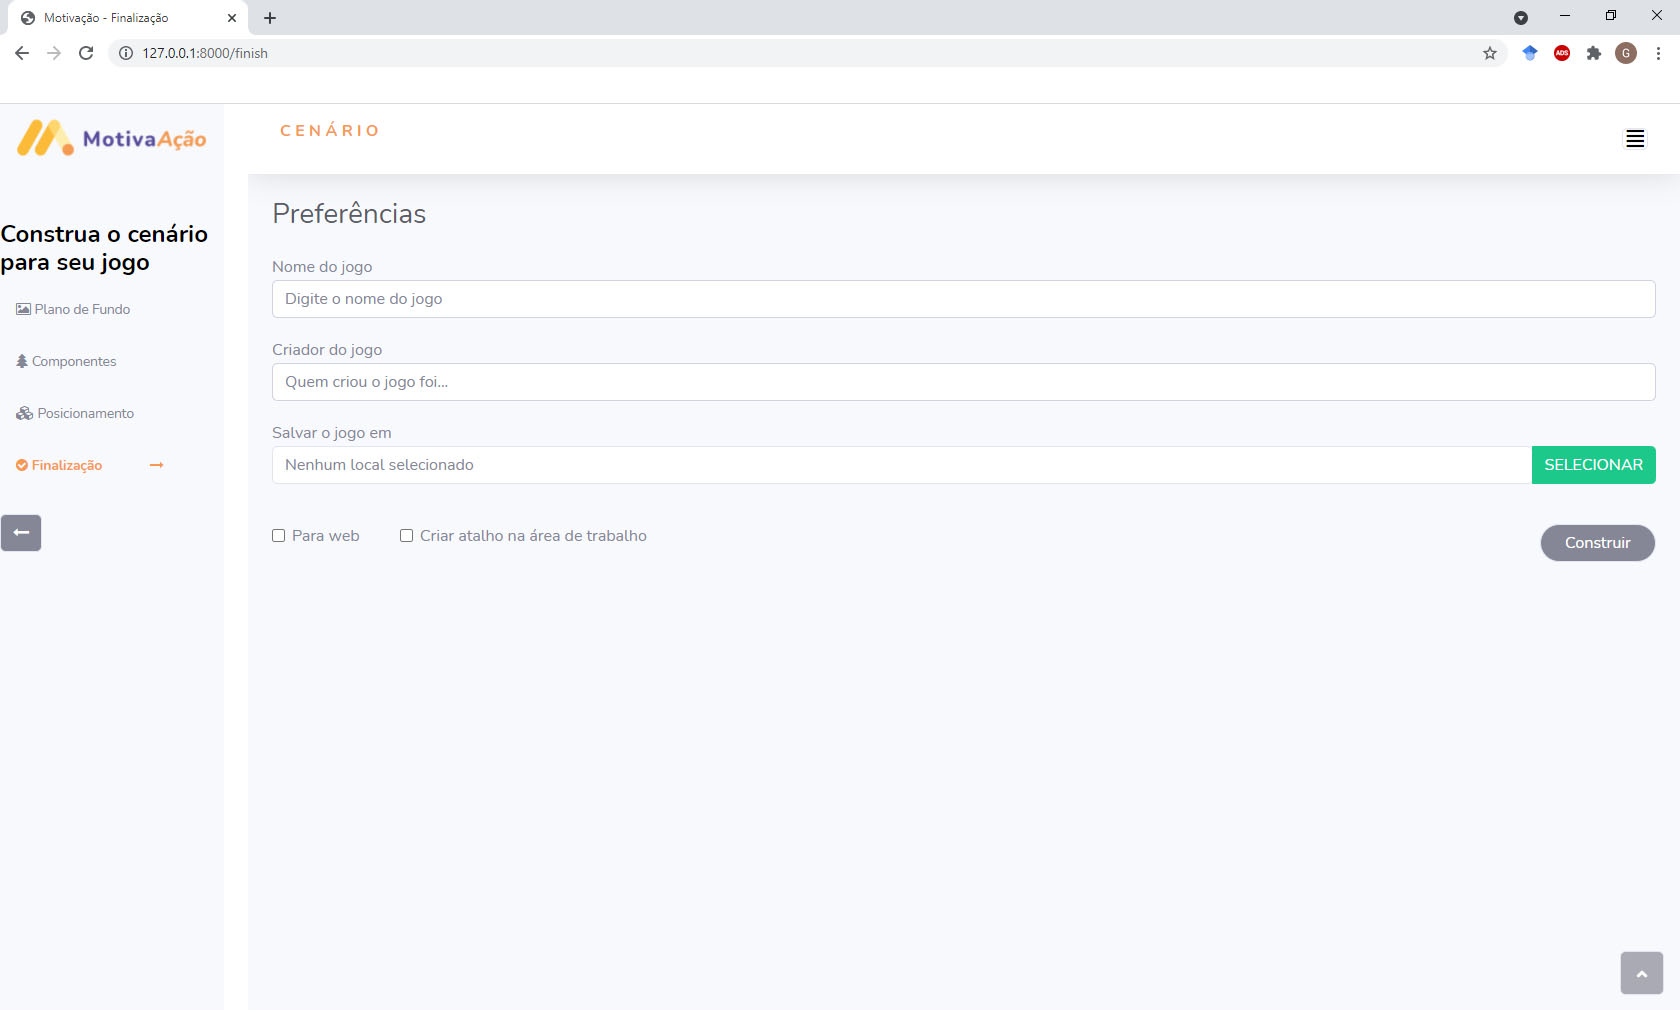 Motivação - Finalização
127.0.0.1:8000/finish
ADS
G
MotivaAção
CENÁRIO
Construa o cenário
para seu jogo
Plano de Fundo
Componentes
Posicionamento
Finalização
Preferências
Nome do jogo
Digite o nome do jogo
Criador do jogo
Quem criou o jogo foi...
Salvar o jogo em
Nenhum local selecionado
SELECIONAR
Para web
Criar atalho na área de trabalho
Construir